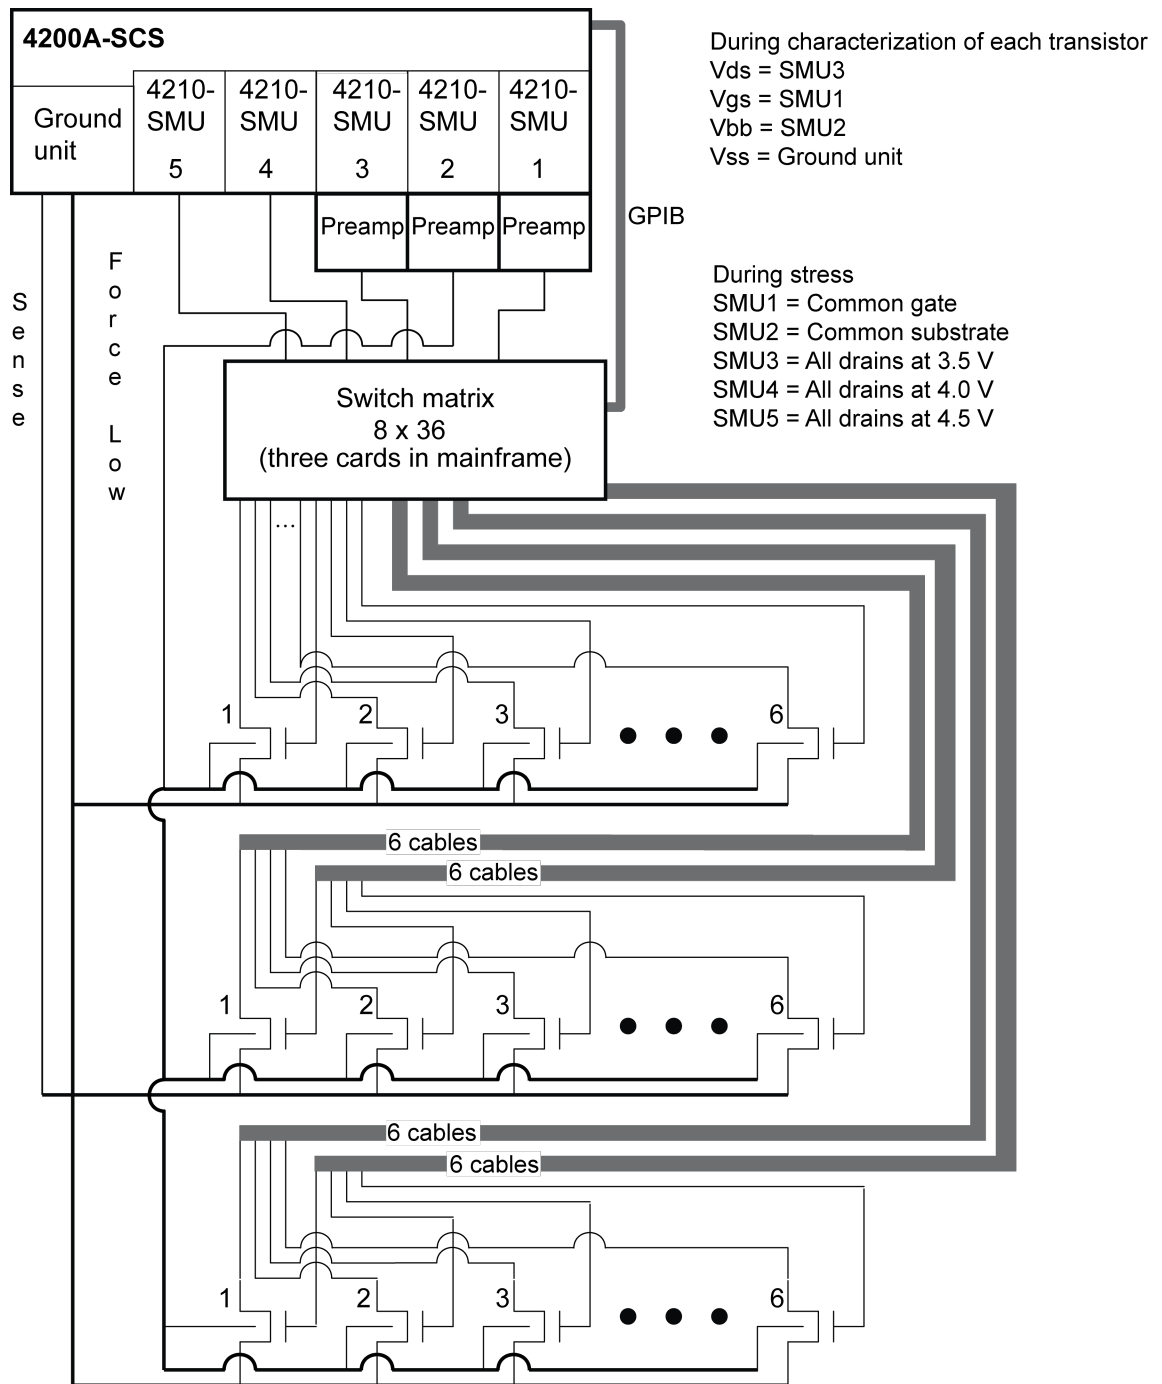 4200A-SCS
Ground
unit
4210-
SMU
5
4210-
SMU
4
4210-
SMU
3
4210-
SMU
2
4210-
SMU
1
Preamp
Preamp
Preamp
GPIB
During characterization of each transistor
Vds = SMU3
Vgs = SMU1
Vbb = SMU2
Vss = Ground unit
During stress
SMU1 = Common gate
SMU2 = Common substrate
SMU3 = All drains at 3.5 V
SMU4 = All drains at 4.0 V
SMU5 = All drains at 4.5 V
Sense
Force Low
Switch matrix
8 x 36
(three cards in mainframe)
...
1
2
3
6
6 cables
6 cables
1
2
3
6
6 cables
6 cables
1
2
3
6